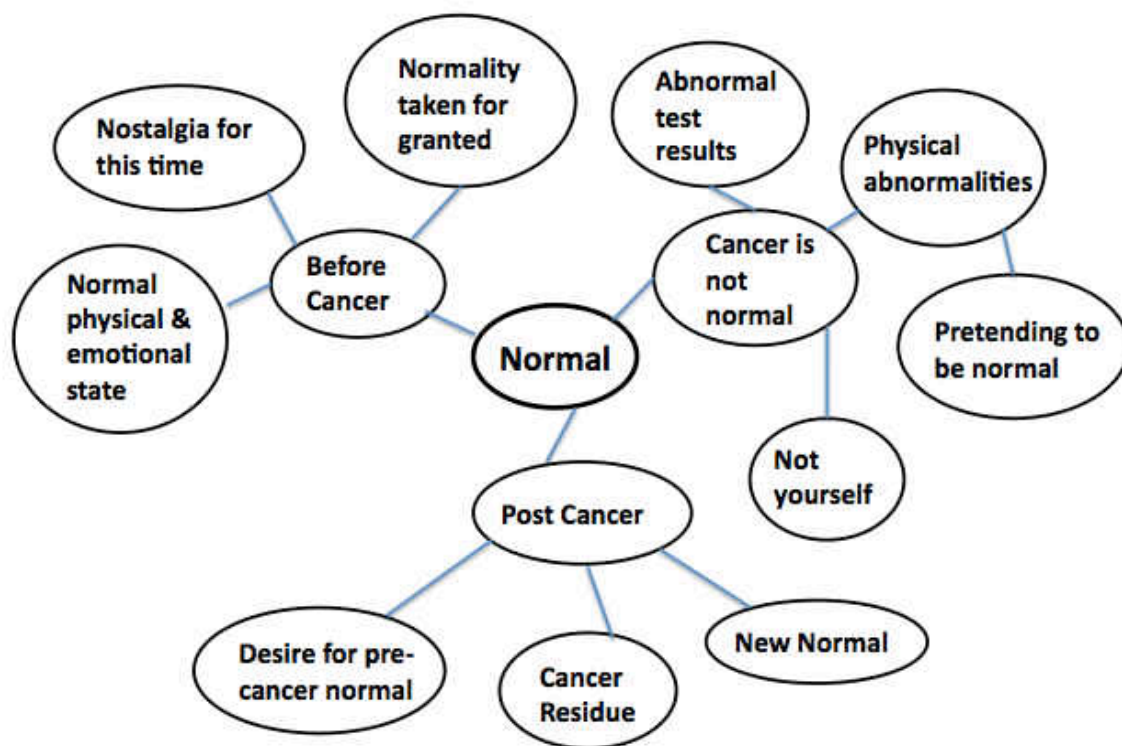 Normality
taken for
granted
Nostalgia for
this time
Normal
physical &
emotional
state
Before
Cancer
Abnormal
test
results
Physical
abnormalities
Cancer is
not
normal
Pretending to
be normal
Not
yourself
Normal
Post Cancer
Desire for pre-
cancer normal
Cancer
Residue
New Normal